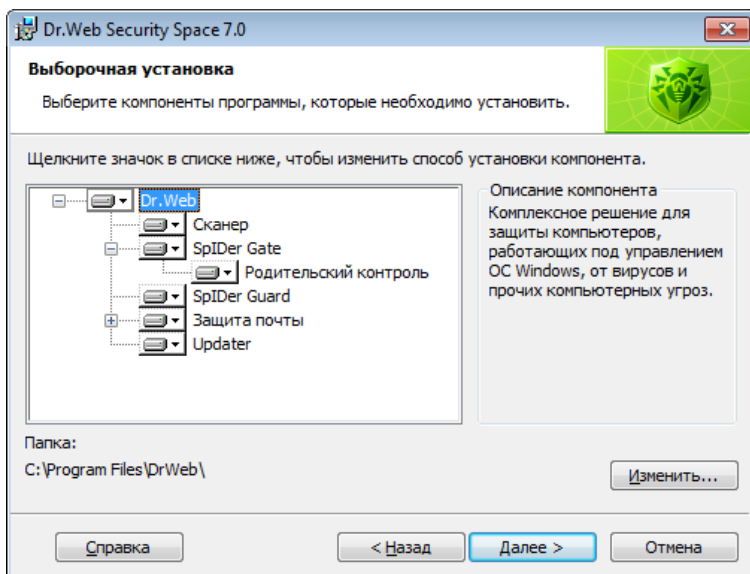 Dr.Web Security Space 7.0
Выборочная установка
Выберите компоненты программы, которые необходимо установить.
Щелкните значок в списке ниже, чтобы изменить способ установки компонента.
Dr.Web
Сканер
SpIDer Gate
Родительский контроль
SpIDer Guard
Защита почты
Updater
Описание компонента
Комплексное решение для
защиты компьютеров,
работающих под управлением
ОС Windows, от вирусов и
прочих компьютерных угроз.
Папка:
C:\Program Files\DrWeb\
Изменить...
Справка
< Назад
Далее >
Отмена